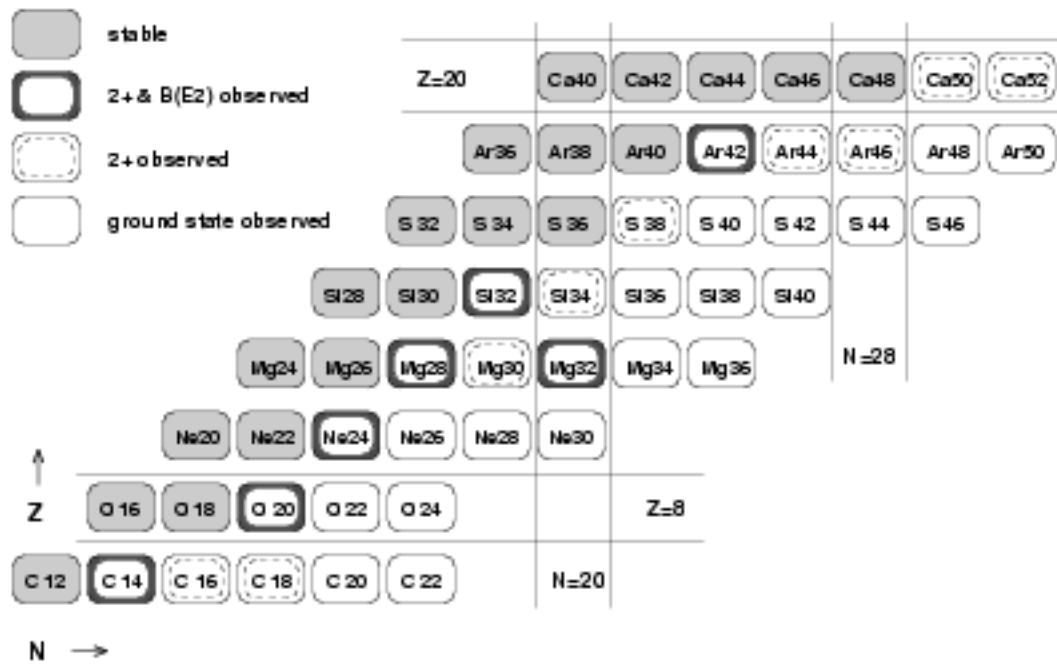 stable
2+ & B(E2) observed
2+ observed
ground state observed
Z=20
Ca40 Ca42 Ca44 Ca46 Ca48 Ca50 Ca52
Ar36 Ar38 Ar40 Ar42 Ar44 Ar46 Ar48 Ar50
S 32 S 34 S 36 S 38 S 40 S 42 S 44 S 46
Si28 Si30 Si32 Si34 Si36 Si38 Si40
Mg24 Mg26 Mg28 Mg30 Mg32 Mg34 Mg36 N=28
Ne20 Ne22 Ne24 Ne26 Ne28 Ne30
Z
O 16 O 18 O 20 O 22 O 24 Z=8
C 12 C 14 C 16 C 18 C 20 C 22 N=20
N